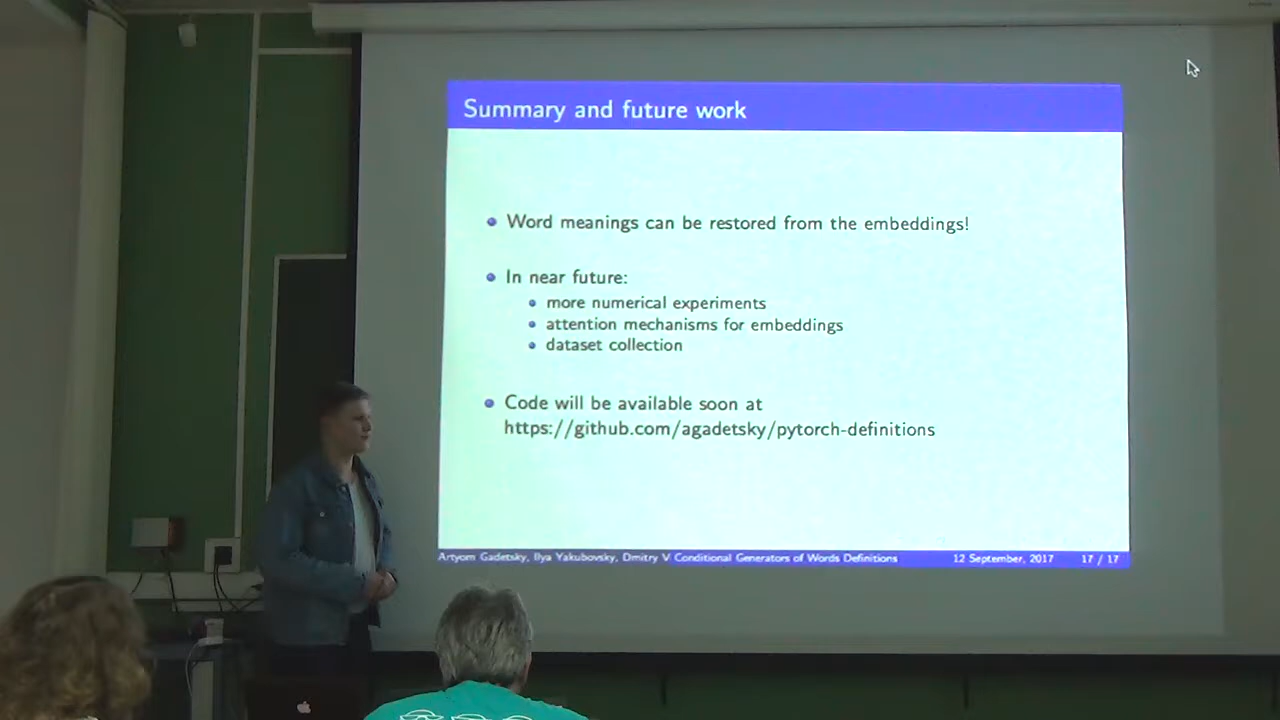 Summary and future work
Word meanings can be restored from the embeddings!
In near future:
more numerical experiments
attention mechanisms for embeddings
dataset collection
Code will be available soon at
https://github.com/agadetsky/pytorch-definitions
Artyom Gadetsky, Ilya Yakubovsky, Dmitry V Conditional Generators of Words Definitions 12 September, 2017 17 / 17